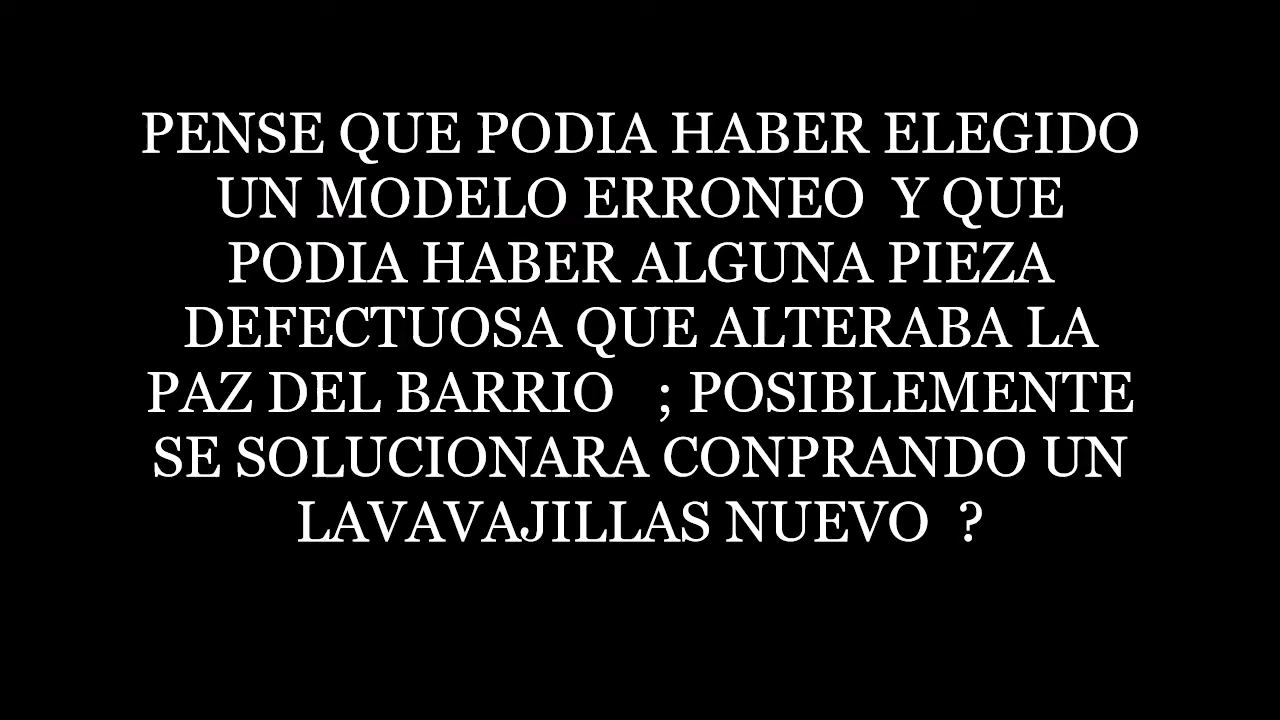 PENSE QUE PODIA HABER ELEGIDO
UN MODELO ERRONEO  Y QUE
PODIA HABER ALGUNA PIEZA
DEFECTUOSA QUE ALTERABA LA
PAZ DEL BARRIO   ; POSIBLEMENTE
SE SOLUCIONARA CONPRANDO UN
LAVAVAJILLAS NUEVO  ?